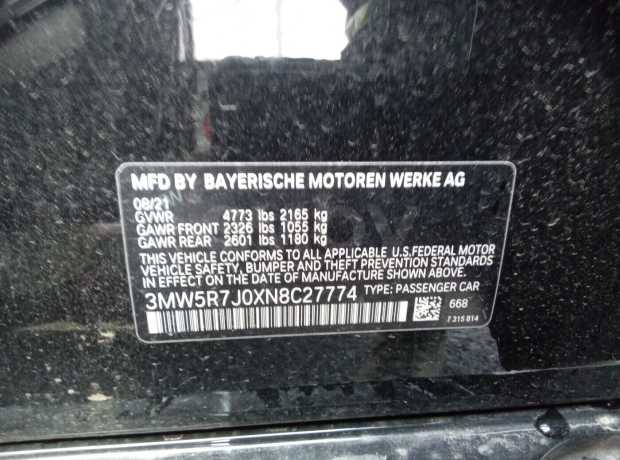 MFD BY BAYERISCHE MOTOREN WERKE AG
08/21
GVWR 4773 lbs 2165 kg
GAWR FRONT 2326 lbs 1055 kg
GAWR REAR 2601 lbs 1180 kg
THIS VEHICLE CONFORMS TO ALL APPLICABLE U.S.FEDERAL MOTOR
VEHICLE SAFETY, BUMPER AND THEFT PREVENTION STANDARDS
IN EFFECT ON THE DATE OF MANUFACTURE SHOWN ABOVE.
3MW5R7J0XN8C27774 TYPE: PASSENGER CAR
668
7 315 814